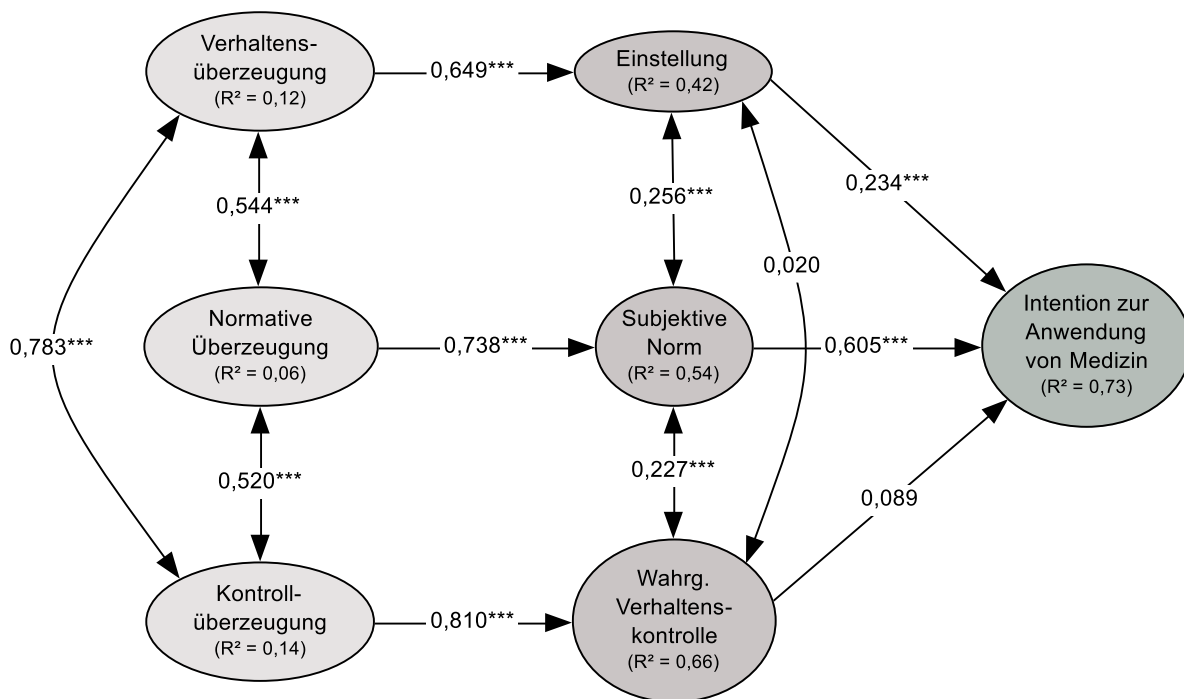 Verhaltens-
überzeugung
(R² = 0,12)
0,649***
Einstellung
(R² = 0,42)
0,544***
0,256***
0,234***
0,020
0,783***
Normative
Überzeugung
(R² = 0,06)
0,738***
Subjektive
Norm
(R² = 0,54)
0,605***
Intention zur
Anwendung
von Medizin
(R² = 0,73)
0,520***
0,227***
0,089
Kontroll-
überzeugung
(R² = 0,14)
0,810***
Wahrg.
Verhaltens-
kontrolle
(R² = 0,66)